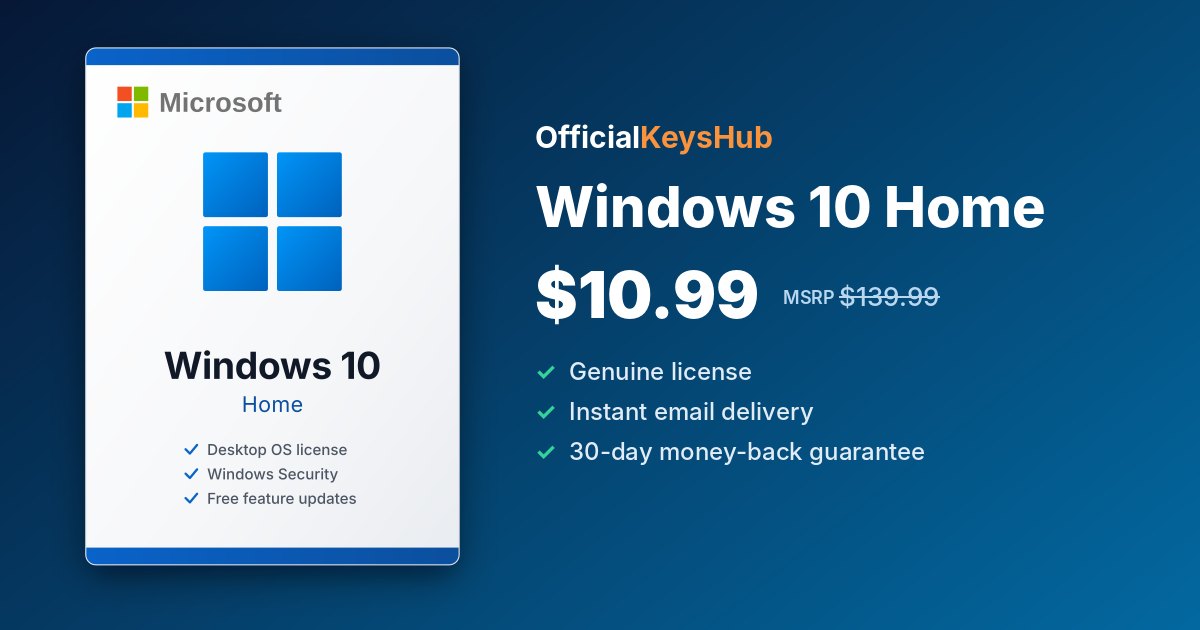 Microsoft
Windows 10
Home
Desktop OS license
Windows Security
Free feature updates
OfficialKeysHub
Windows 10 Home
$10.99 MSRP $139.99
Genuine license
Instant email delivery
30-day money-back guarantee